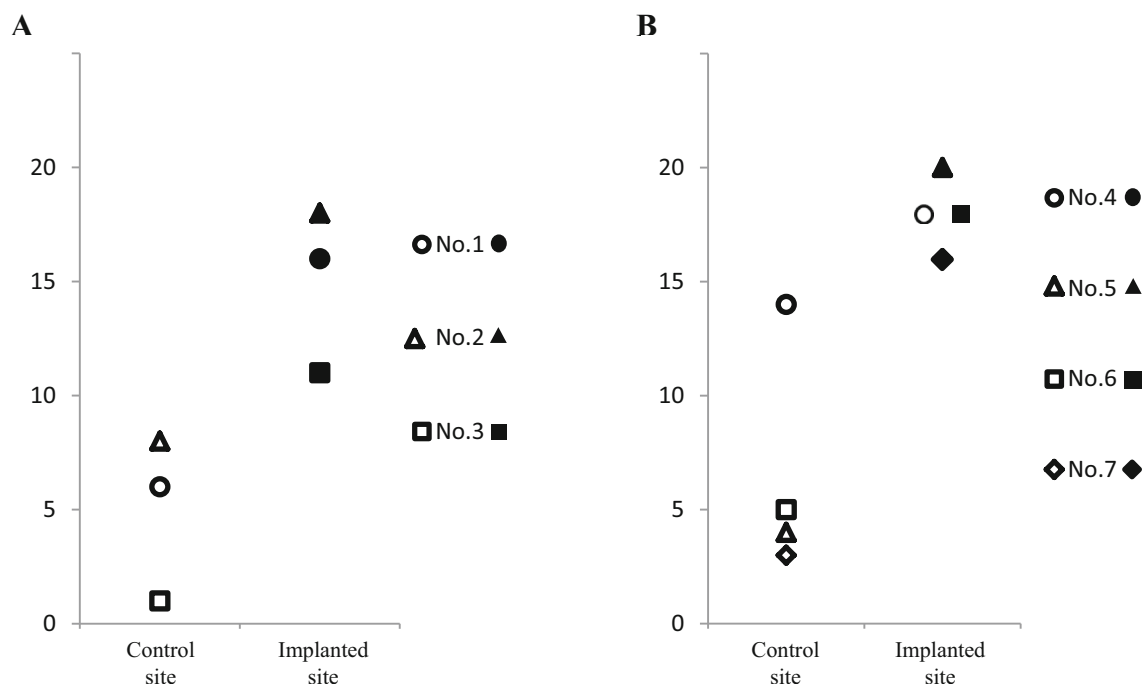 A
20
15
10
5
0
Control
site
Implanted
site
No.1
No.2
No.3
B
20
15
10
5
0
Control
site
Implanted
site
No.4
No.5
No.6
No.7